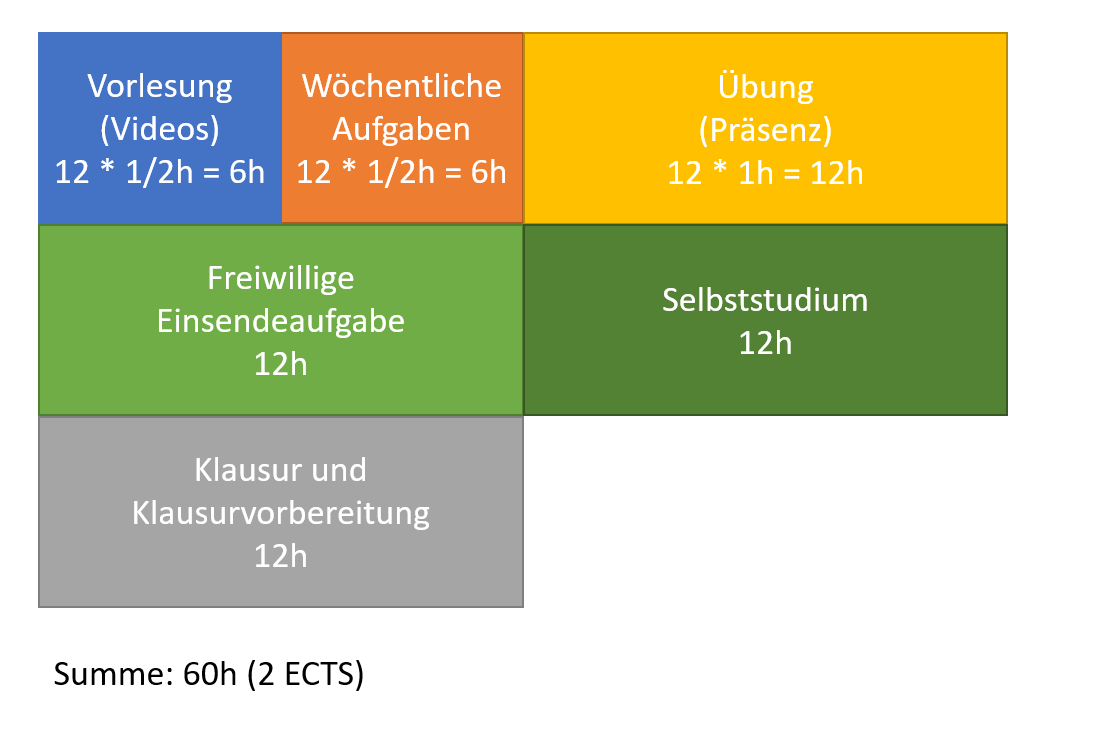 Vorlesung
(Videos)
12 * 1/2h = 6h
Wöchentliche
Aufgaben
12 * 1/2h = 6h
Übung
(Präsenz)
12 * 1h = 12h
Freiwillige
Einsendeaufgabe
12h
Selbststudium
12h
Klausur und
Klausurvorbereitung
12h
Summe: 60h (2 ECTS)